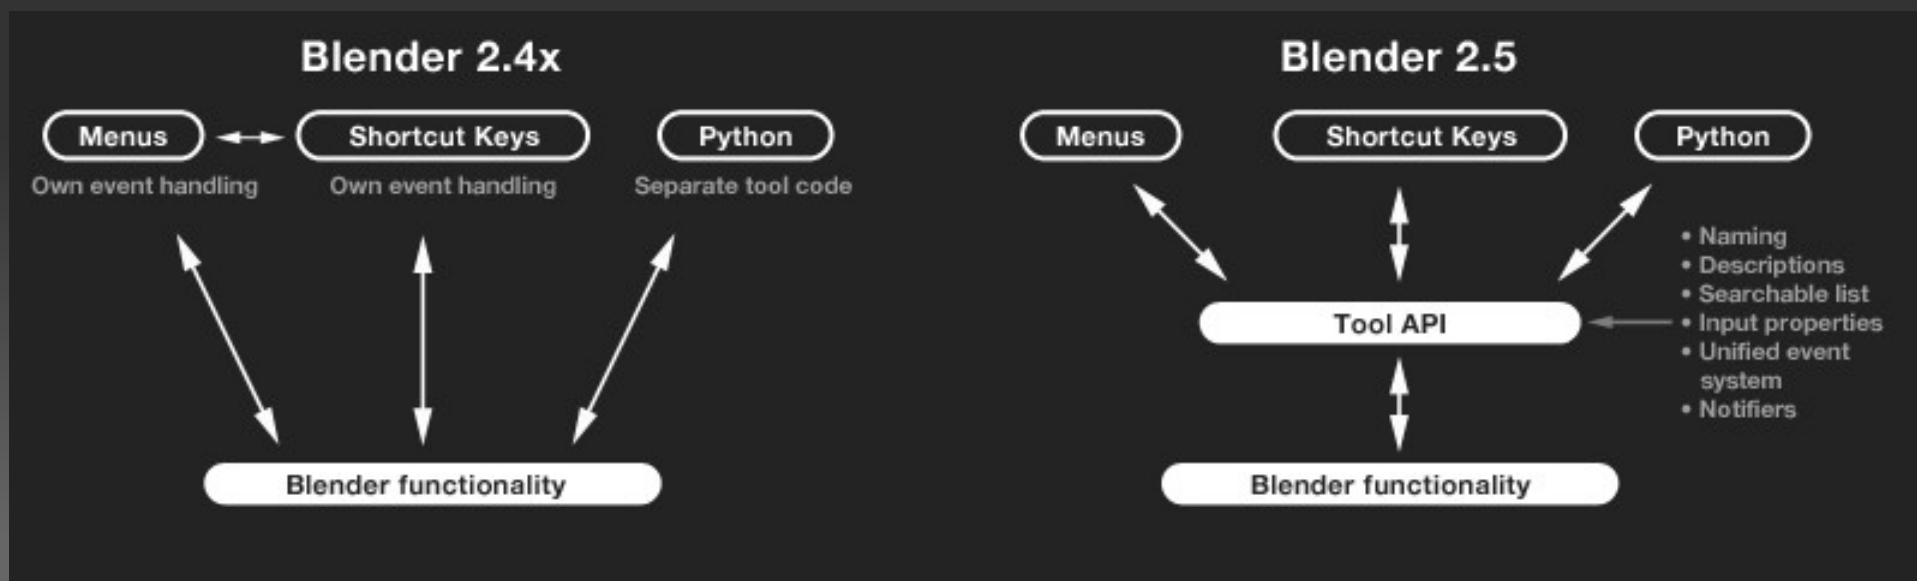 Blender 2.4x
Menus
Shortcut Keys
Python
Own event handling
Own event handling
Separate tool code
Blender functionality
Blender 2.5
Menus
Shortcut Keys
Python
• Naming
• Descriptions
• Searchable list
• Input properties
• Unified event
system
• Notifiers
Tool API
Blender functionality